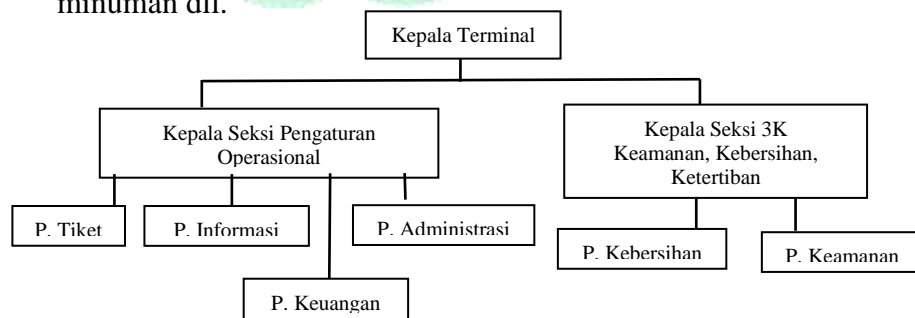 minuman dll.
Kepala Terminal
Kepala Seksi Pengaturan
Operasional
Kepala Seksi 3K
Keamanan, Kebersihan,
Ketertiban
P. Tiket
P. Informasi
P. Administrasi
P. Kebersihan
P. Keamanan
P. Keuangan